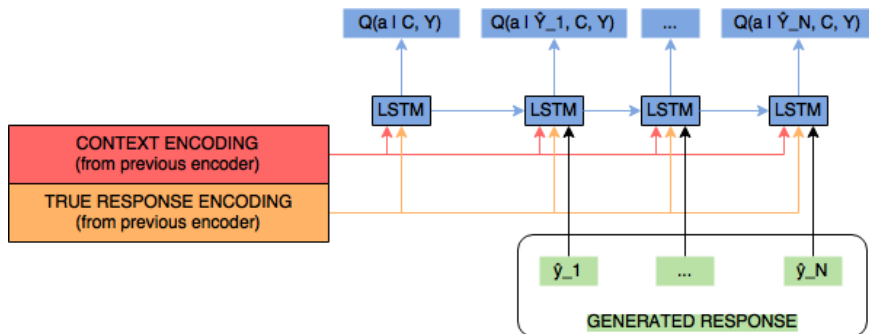 Q(a | C, Y)
Q(a | Ŷ_1, C, Y)
...
Q(a | Ŷ_N, C, Y)
LSTM
LSTM
LSTM
LSTM
CONTEXT ENCODING
(from previous encoder)
TRUE RESPONSE ENCODING
(from previous encoder)
ŷ_1
...
ŷ_N
GENERATED RESPONSE